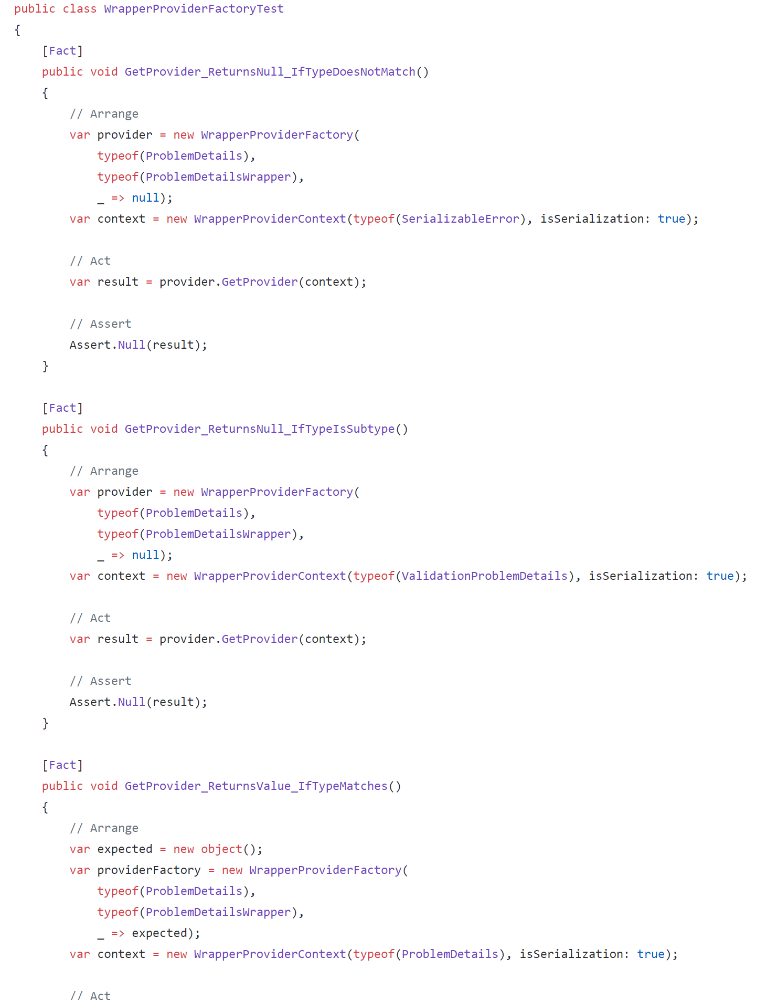 public class WrapperProviderFactoryTest
{
    [Fact]
    public void GetProvider_ReturnsNull_IfTypeDoesNotMatch()
    {
        // Arrange
        var provider = new WrapperProviderFactory(
            typeof(ProblemDetails),
            typeof(ProblemDetailsWrapper),
            _ => null);
        var context = new WrapperProviderContext(typeof(SerializableError), isSerialization: true);

        // Act
        var result = provider.GetProvider(context);

        // Assert
        Assert.Null(result);
    }

    [Fact]
    public void GetProvider_ReturnsNull_IfTypeIsSubtype()
    {
        // Arrange
        var provider = new WrapperProviderFactory(
            typeof(ProblemDetails),
            typeof(ProblemDetailsWrapper),
            _ => null);
        var context = new WrapperProviderContext(typeof(ValidationProblemDetails), isSerialization: true);

        // Act
        var result = provider.GetProvider(context);

        // Assert
        Assert.Null(result);
    }

    [Fact]
    public void GetProvider_ReturnsValue_IfTypeMatches()
    {
        // Arrange
        var expected = new object();
        var providerFactory = new WrapperProviderFactory(
            typeof(ProblemDetails),
            typeof(ProblemDetailsWrapper),
            _ => expected);
        var context = new WrapperProviderContext(typeof(ProblemDetails), isSerialization: true);

        // Act